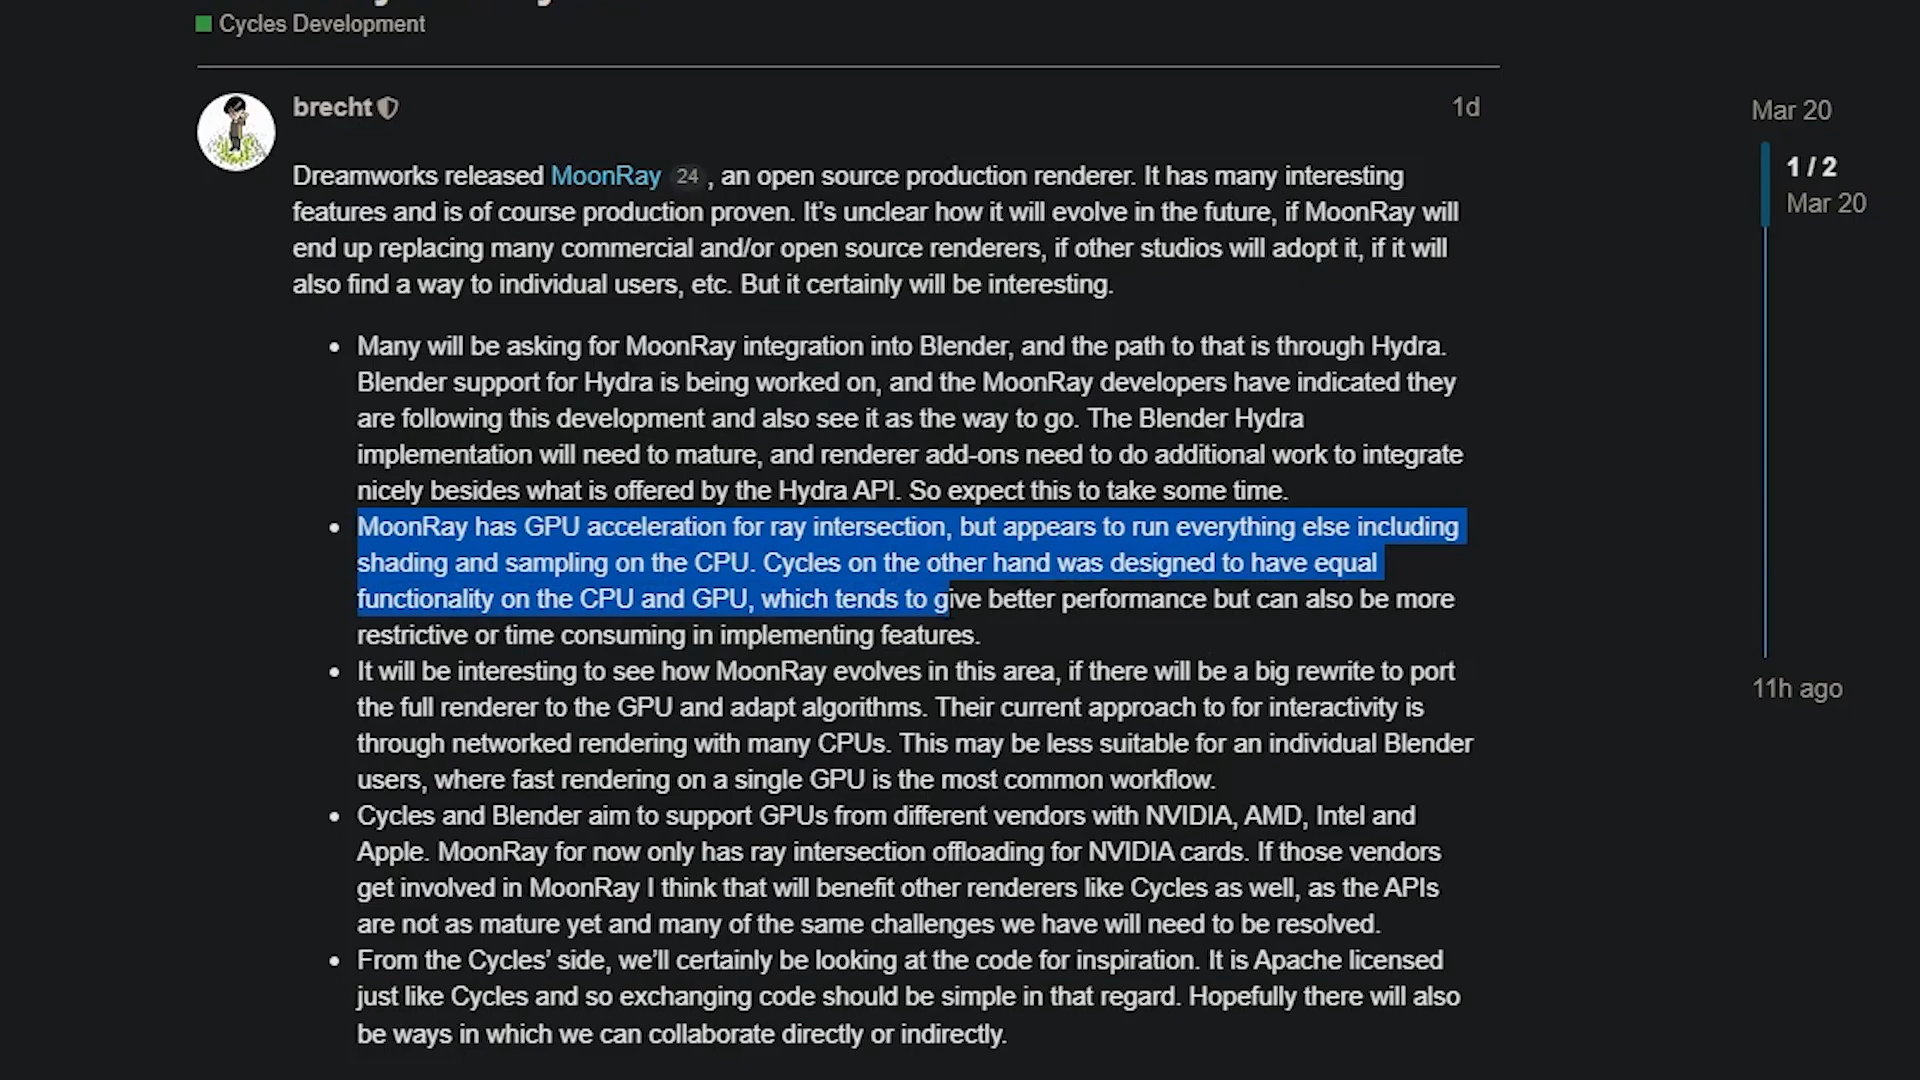 Cycles Development
brecht
1d
Dreamworks released MoonRay 24 , an open source production renderer. It has many interesting
features and is of course production proven. It's unclear how it will evolve in the future, if MoonRay will
end up replacing many commercial and/or open source renderers, if other studios will adopt it, if it will
also find a way to individual users, etc. But it certainly will be interesting.
• Many will be asking for MoonRay integration into Blender, and the path to that is through Hydra.
Blender support for Hydra is being worked on, and the MoonRay developers have indicated they
are following this development and also see it as the way to go. The Blender Hydra
implementation will need to mature, and renderer add-ons need to do additional work to integrate
nicely besides what is offered by the Hydra API. So expect this to take some time.
• MoonRay has GPU acceleration for ray intersection, but appears to run everything else including
shading and sampling on the CPU. Cycles on the other hand was designed to have equal
functionality on the CPU and GPU, which tends to give better performance but can also be more
restrictive or time consuming in implementing features.
• It will be interesting to see how MoonRay evolves in this area, if there will be a big rewrite to port
the full renderer to the GPU and adapt algorithms. Their current approach to for interactivity is
through networked rendering with many CPUs. This may be less suitable for an individual Blender
users, where fast rendering on a single GPU is the most common workflow.
• Cycles and Blender aim to support GPUs from different vendors with NVIDIA, AMD, Intel and
Apple. MoonRay for now only has ray intersection offloading for NVIDIA cards. If those vendors
get involved in MoonRay I think that will benefit other renderers like Cycles as well, as the APIs
are not as mature yet and many of the same challenges we have will need to be resolved.
• From the Cycles' side, we'll certainly be looking at the code for inspiration. It is Apache licensed
just like Cycles and so exchanging code should be simple in that regard. Hopefully there will also
be ways in which we can collaborate directly or indirectly.
Mar 20
1 / 2
Mar 20
11h ago